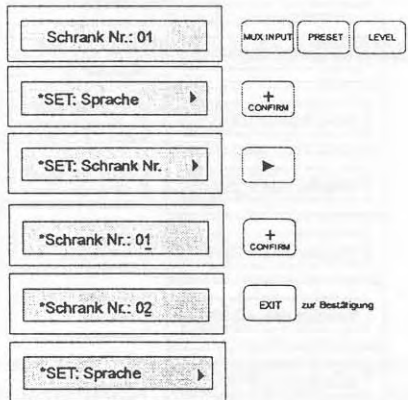 Schrank Nr.: 01 MUX INPUT PRESET LEVEL
*SET: Sprache + CONFIRM
*SET: Schrank Nr.
*Schrank Nr.: 01 + CONFIRM
*Schrank Nr.: 02 EXIT zur Bestätigung
*SET: Sprache